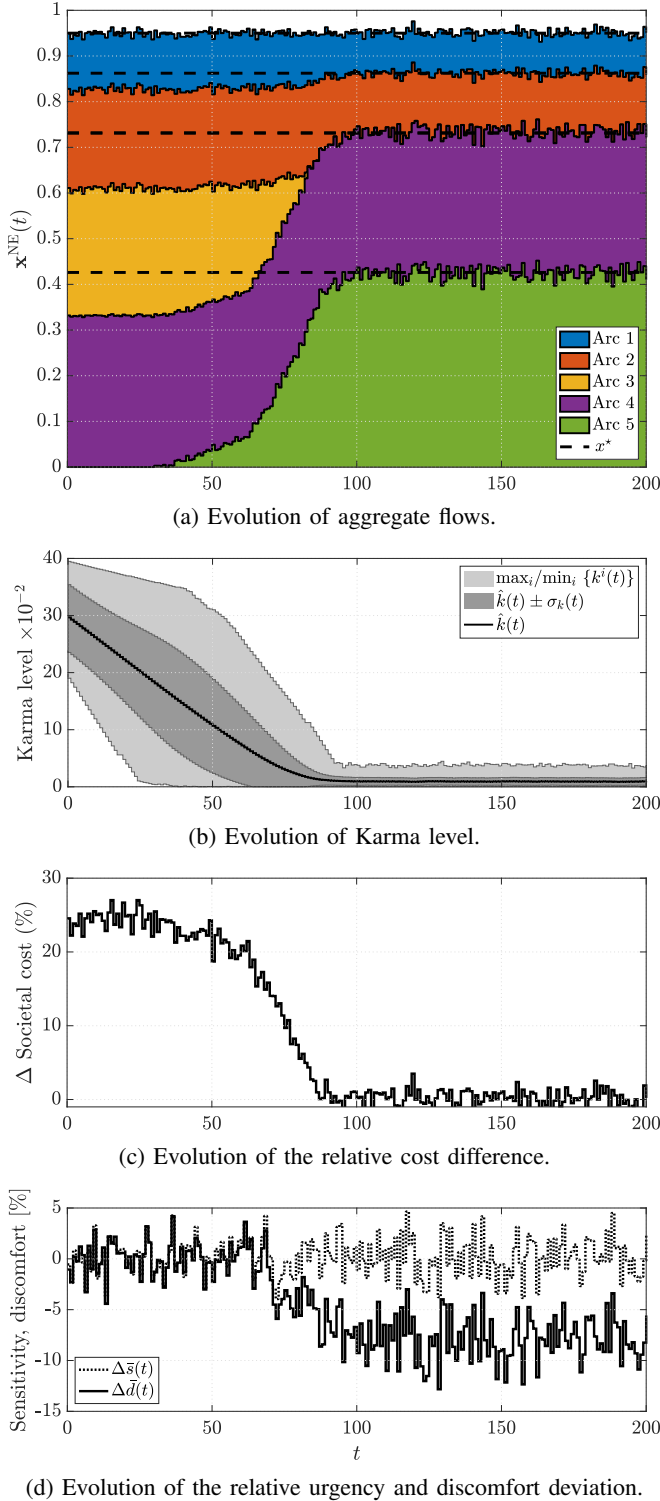 1
0.9
0.8
0.7
0.6
0.5
0.4
0.3
0.2
0.1
0
x^NE(t)
Arc 1
Arc 2
Arc 3
Arc 4
Arc 5
x⋆
0 50 100 150 200
(a) Evolution of aggregate flows.
40
30
20
10
0
Karma level ×10⁻²
max_i/min_i {k^i(t)}
k̂(t) ± σ_k(t)
k̂(t)
0 50 100 150 200
(b) Evolution of Karma level.
30
20
10
0
Δ Societal cost (%)
0 50 100 150 200
(c) Evolution of the relative cost difference.
5
0
-5
-10
-15
Sensitivity, discomfort [%]
Δs̄(t)
Δd̄(t)
0 50 100 150 200
t
(d) Evolution of the relative urgency and discomfort deviation.